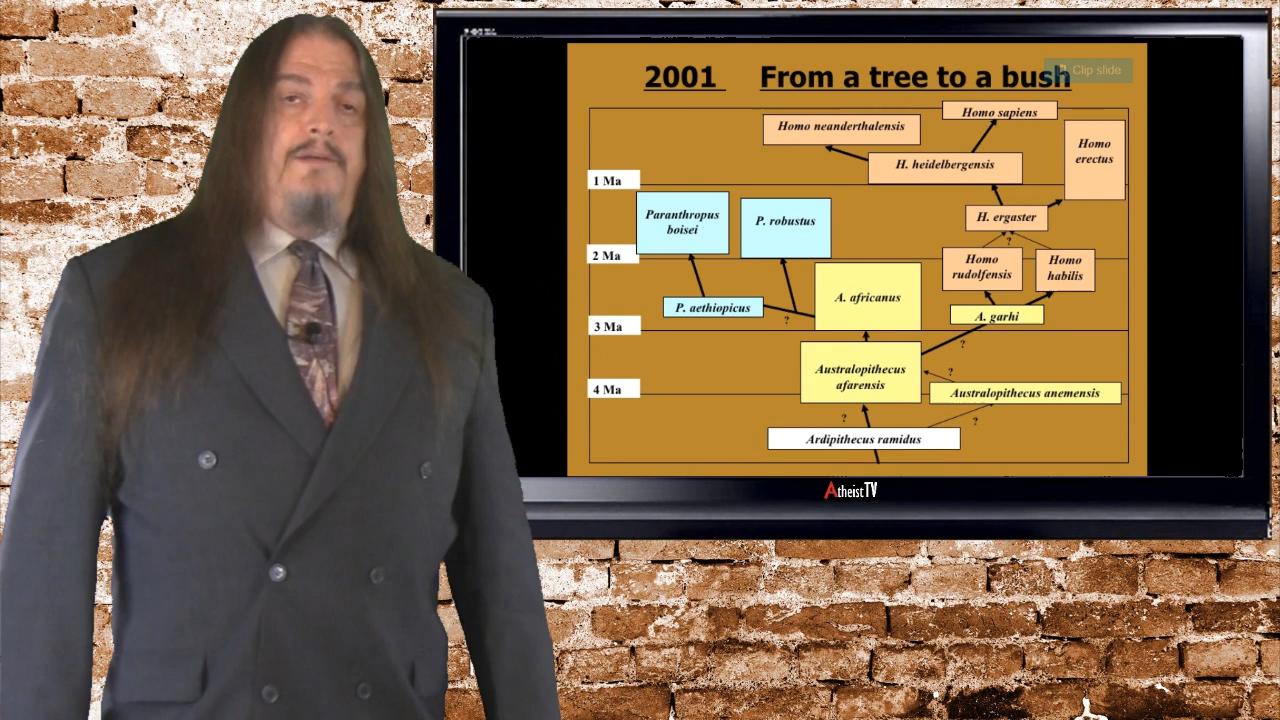 2001 From a tree to a bush
Clip slide
Homo sapiens
Homo neanderthalensis
Homo
erectus
H. heidelbergensis
1 Ma
Paranthropus
boisei
P. robustus
H. ergaster
?
2 Ma
Homo
rudolfensis
Homo
habilis
A. africanus
P. aethiopicus
A. garhi
?
3 Ma
?
Australopithecus
afarensis
?
4 Ma
Australopithecus anemensis
?
?
Ardipithecus ramidus
AtheistTV